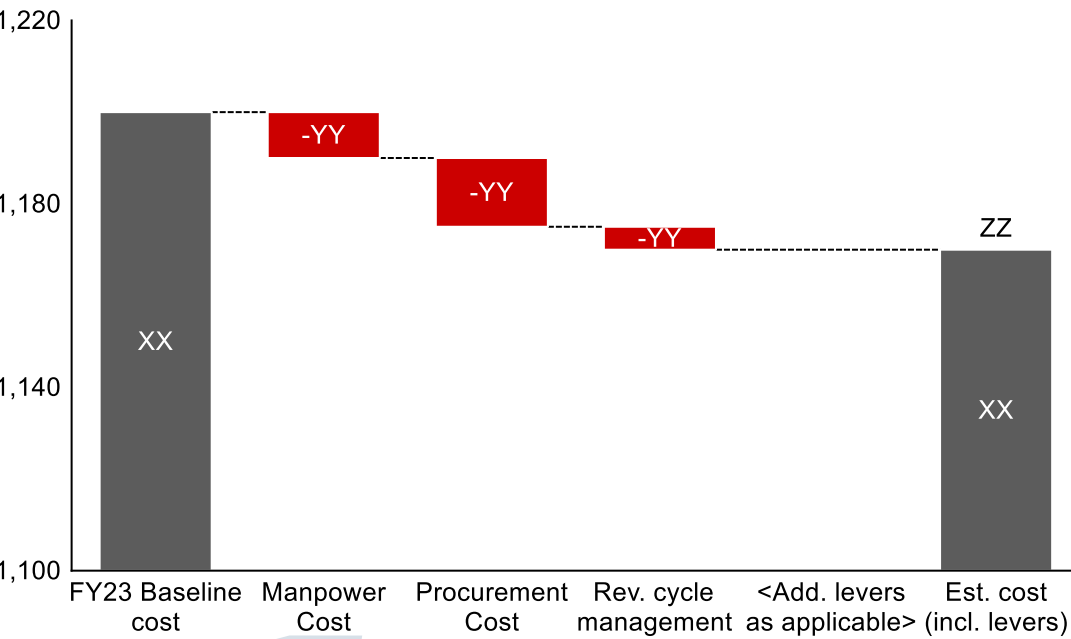 1,220
1,180
1,140
1,100
XX
-YY
-YY
-YY
ZZ
XX
FY23 Baseline
cost
Manpower
Cost
Procurement
Cost
Rev. cycle
management
<Add. levers
as applicable>
Est. cost
(incl. levers)